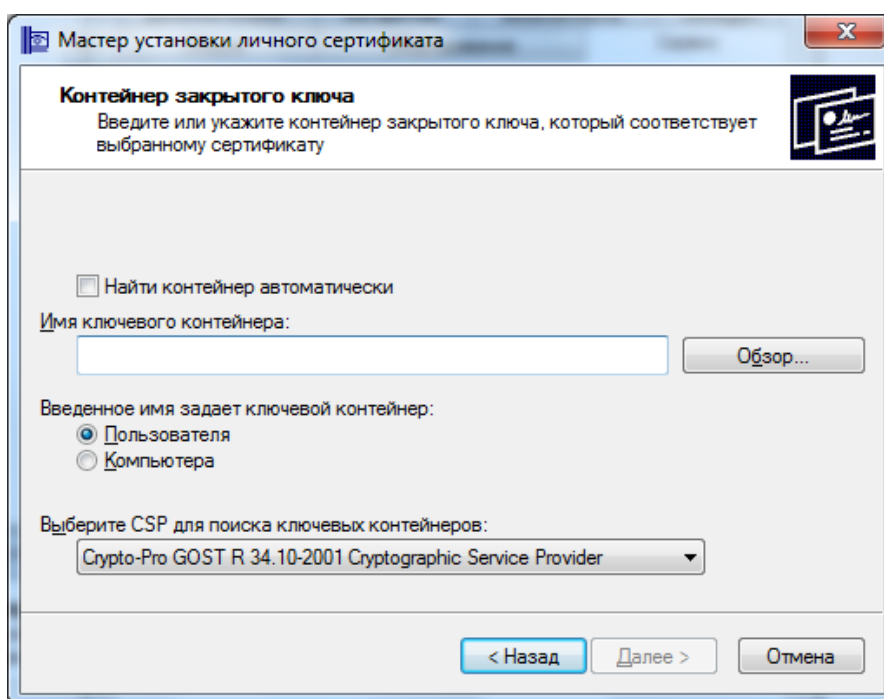 Мастер установки личного сертификата
Контейнер закрытого ключа
Введите или укажите контейнер закрытого ключа, который соответствует
выбранному сертификату
Найти контейнер автоматически
Имя ключевого контейнера:
Обзор...
Введенное имя задает ключевой контейнер:
Пользователя
Компьютера
Выберите CSP для поиска ключевых контейнеров:
Crypto-Pro GOST R 34.10-2001 Cryptographic Service Provider
< Назад
Далее >
Отмена